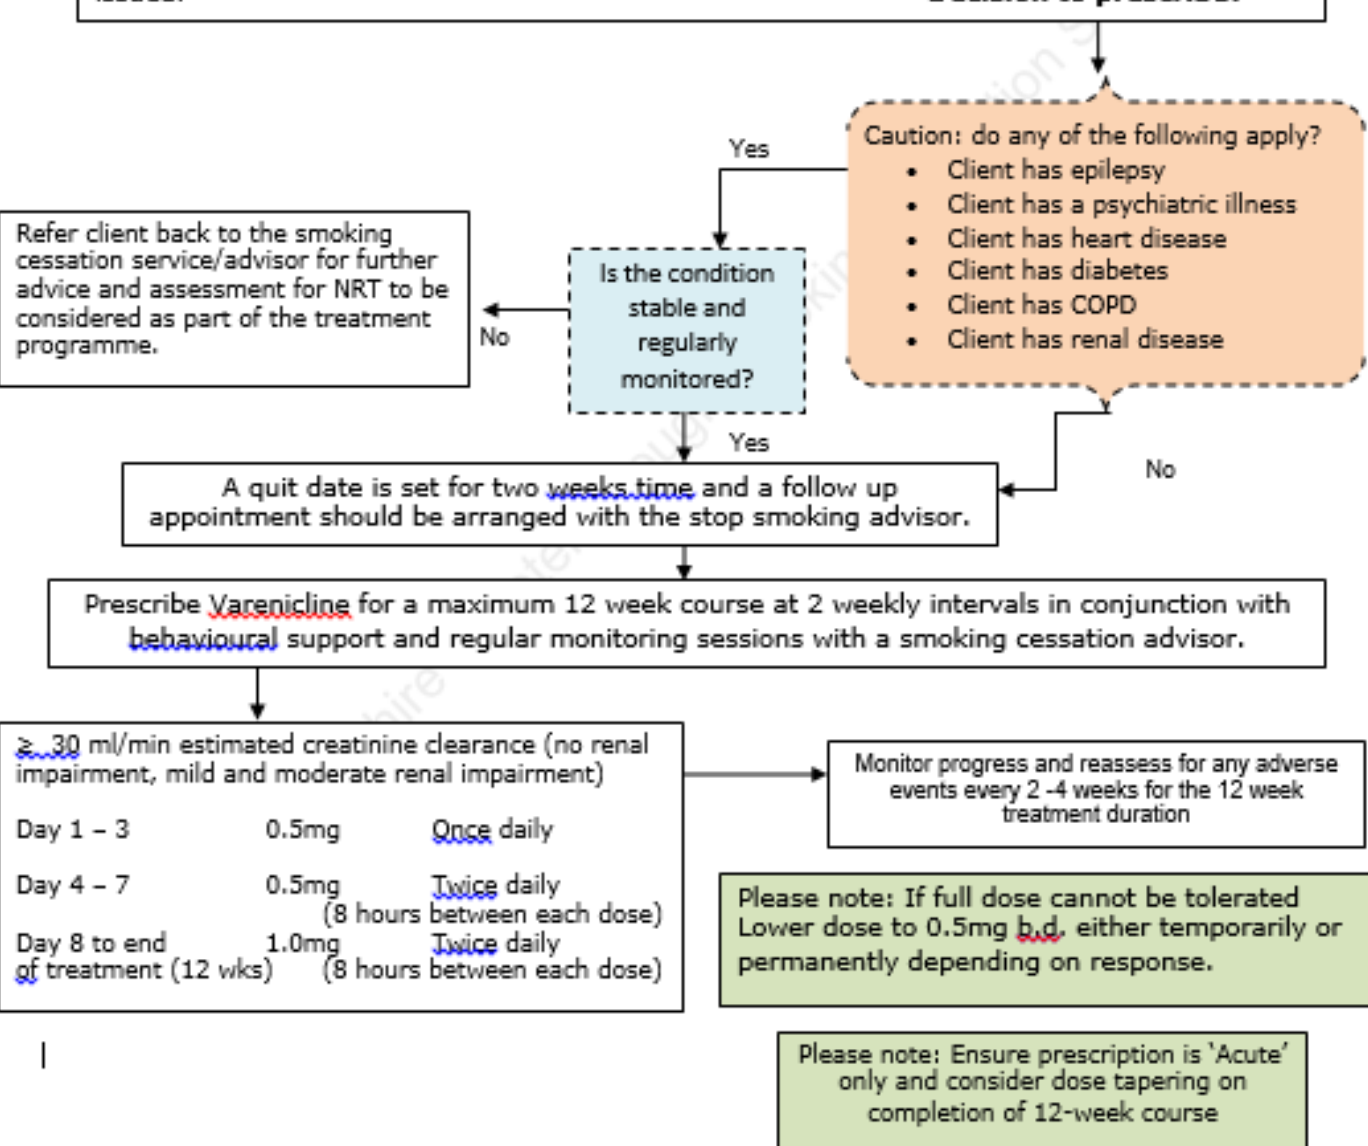 Caution: do any of the following apply?
• Client has epilepsy
• Client has a psychiatric illness
• Client has heart disease
• Client has diabetes
• Client has COPD
• Client has renal disease
Yes
Is the condition
stable and
regularly
monitored?
No
Refer client back to the smoking
cessation service/advisor for further
advice and assessment for NRT to be
considered as part of the treatment
programme.
Yes
No
A quit date is set for two weeks time and a follow up
appointment should be arranged with the stop smoking advisor.
Prescribe Varenicline for a maximum 12 week course at 2 weekly intervals in conjunction with
behavioural support and regular monitoring sessions with a smoking cessation advisor.
≥ 30 ml/min estimated creatinine clearance (no renal
impairment, mild and moderate renal impairment)
Day 1 – 3 0.5mg Once daily
Day 4 – 7 0.5mg Twice daily
(8 hours between each dose)
Day 8 to end 1.0mg Twice daily
of treatment (12 wks) (8 hours between each dose)
Monitor progress and reassess for any adverse
events every 2 -4 weeks for the 12 week
treatment duration
Please note: If full dose cannot be tolerated
Lower dose to 0.5mg b.d. either temporarily or
permanently depending on response.
Please note: Ensure prescription is ‘Acute’
only and consider dose tapering on
completion of 12-week course